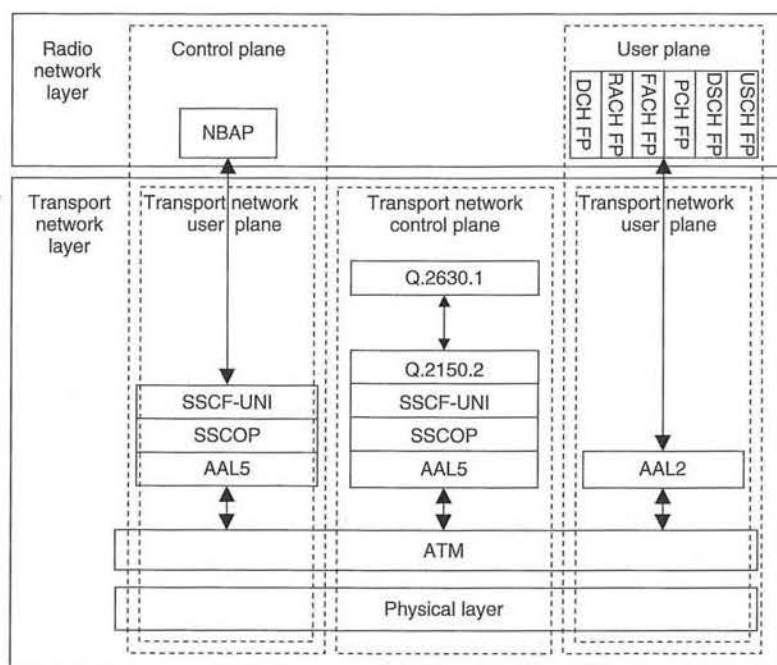 Radio
network
layer
Control plane
NBAP
User plane
DCH FP
RACH FP
FACH FP
PCH FP
DSCH FP
USCH FP
Transport
network
layer
Transport network
user plane
SSCF-UNI
SSCOP
AAL5
Transport network
control plane
Q.2630.1
Q.2150.2
SSCF-UNI
SSCOP
AAL5
Transport network
user plane
AAL2
ATM
Physical layer